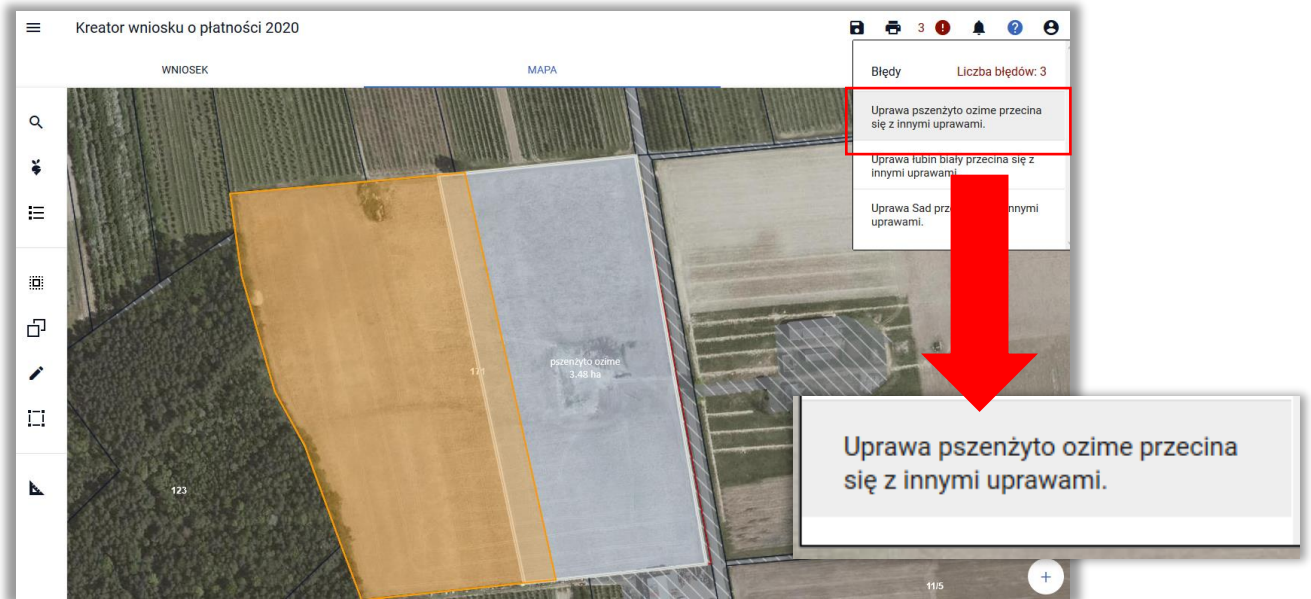 Kreator wniosku o płatności 2020
3
WNIOSEK
MAPA
Błędy
Liczba błędów: 3
Uprawa pszenżyto ozime przecina
się z innymi uprawami.
Uprawa łubin biały przecina się z
innymi uprawami.
Uprawa Sad innymi
uprawami.
171
pszenżyto ozime
3.48 ha
123
11/5
Uprawa pszenżyto ozime przecina
się z innymi uprawami.